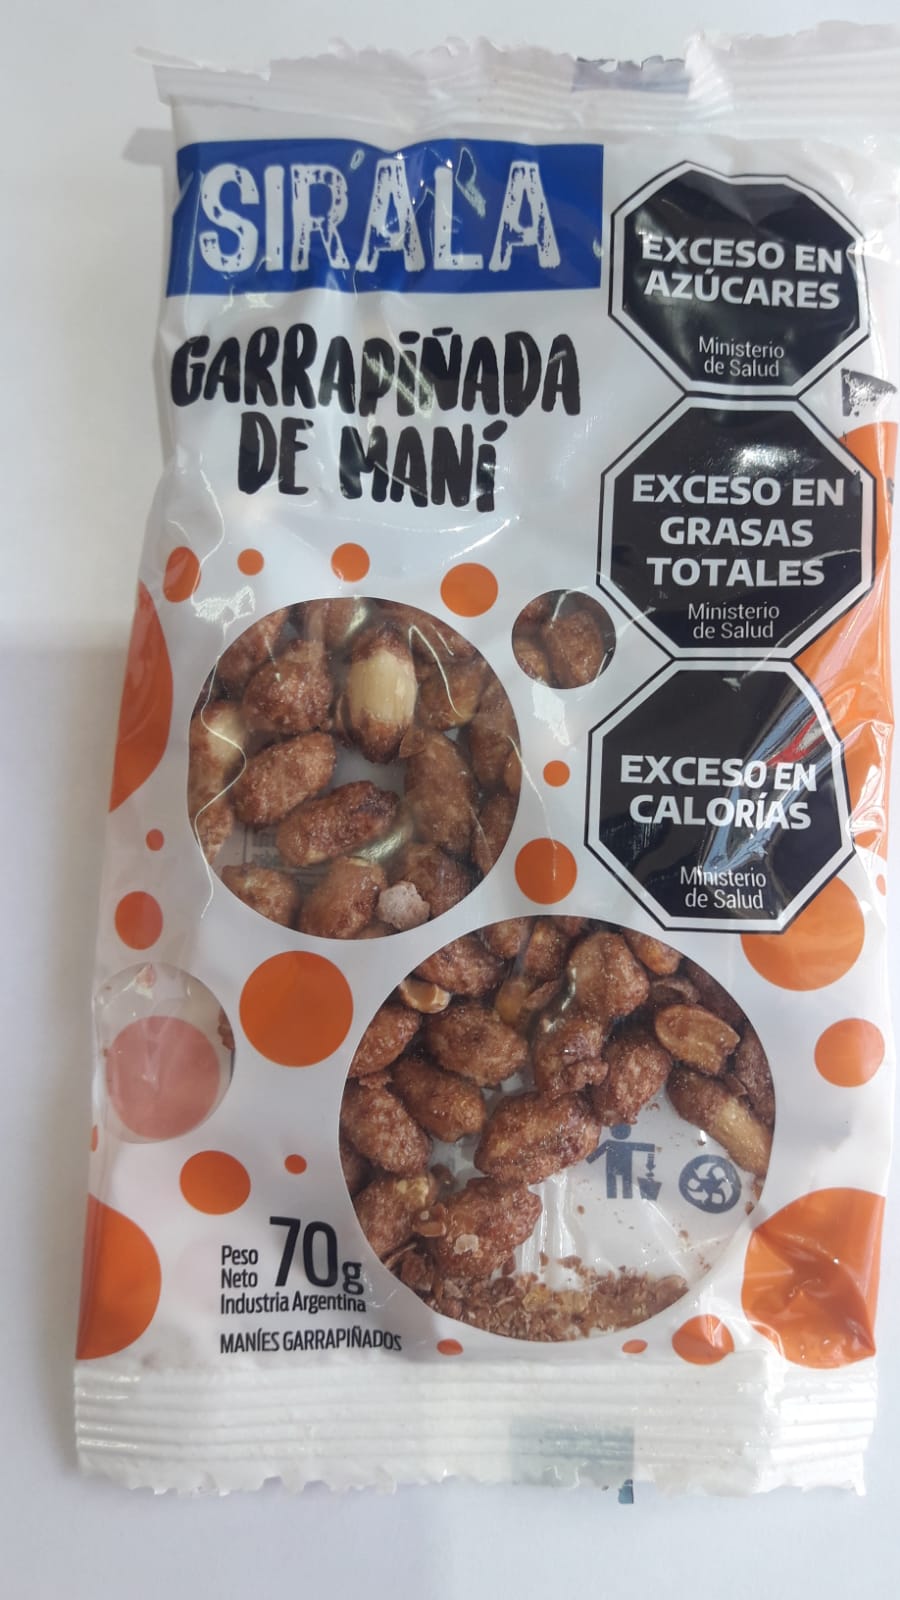 SIRALA
GARRAPIÑADA
DE MANÍ
EXCESO EN
AZÚCARES
Ministerio
de Salud
EXCESO EN
GRASAS
TOTALES
Ministerio
de Salud
EXCESO EN
CALORÍAS
Ministerio
de Salud
Peso
Neto 70g
Industria Argentina
MANÍES GARRAPIÑADOS